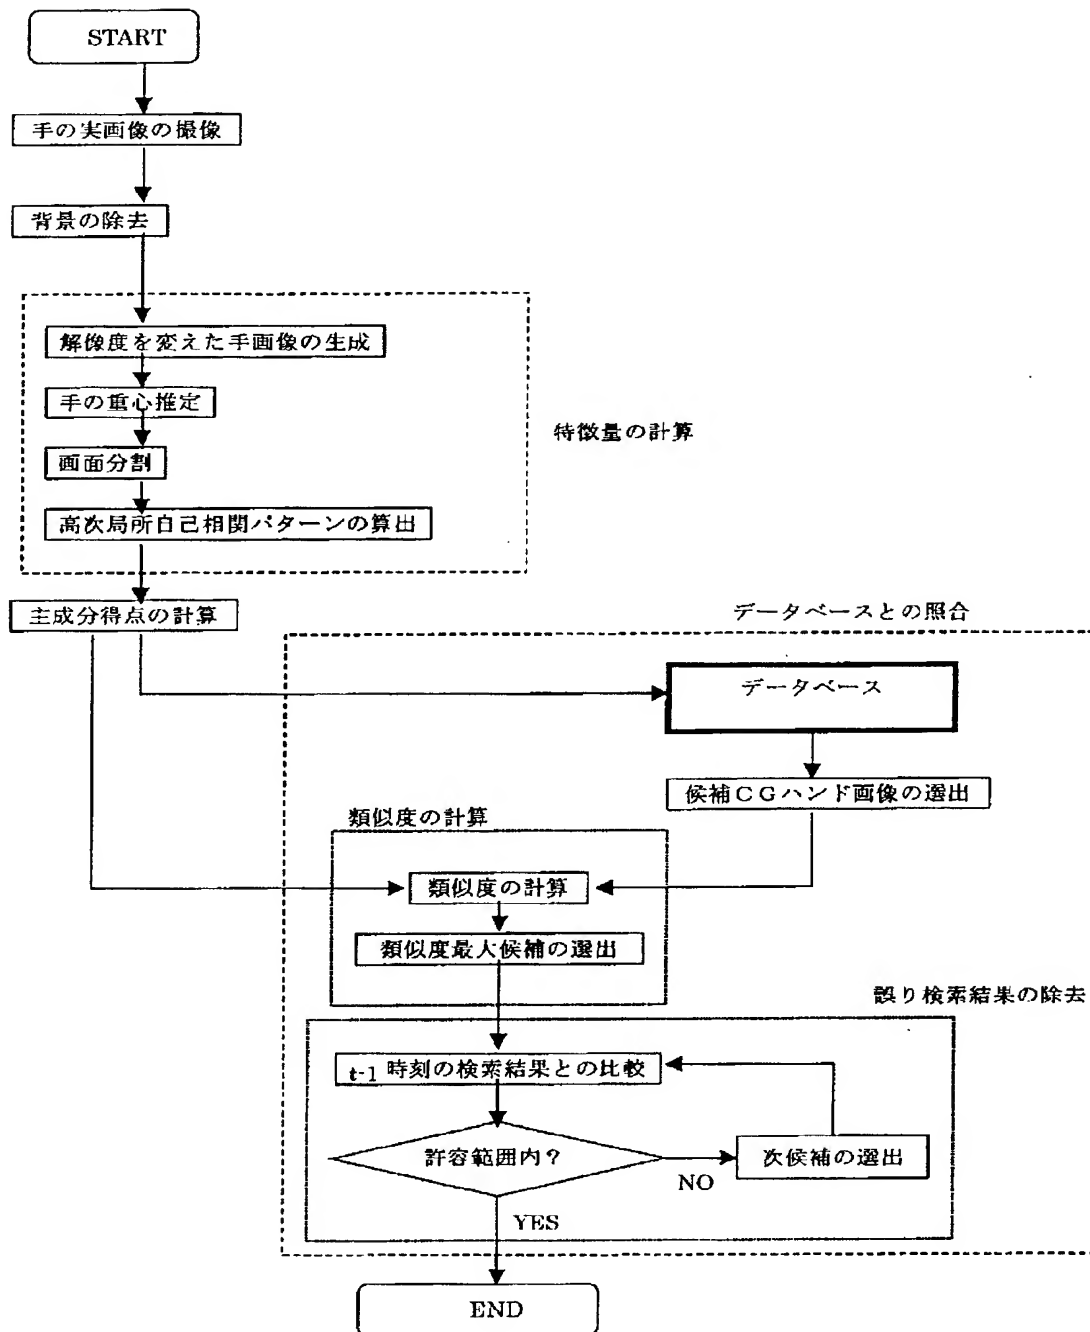 START
手の実画像の撮像
背景の除去
解像度を変えた手画像の生成
手の重心推定
画面分割
高次局所自己相関パターンの算出
特徴量の計算
主成分得点の計算
データベースとの照合
データベース
候補CGハンド画像の選出
類似度の計算
類似度の計算
類似度最大候補の選出
誤り検索結果の除去
t-1 時刻の検索結果との比較
許容範囲内?
NO
次候補の選出
YES
END